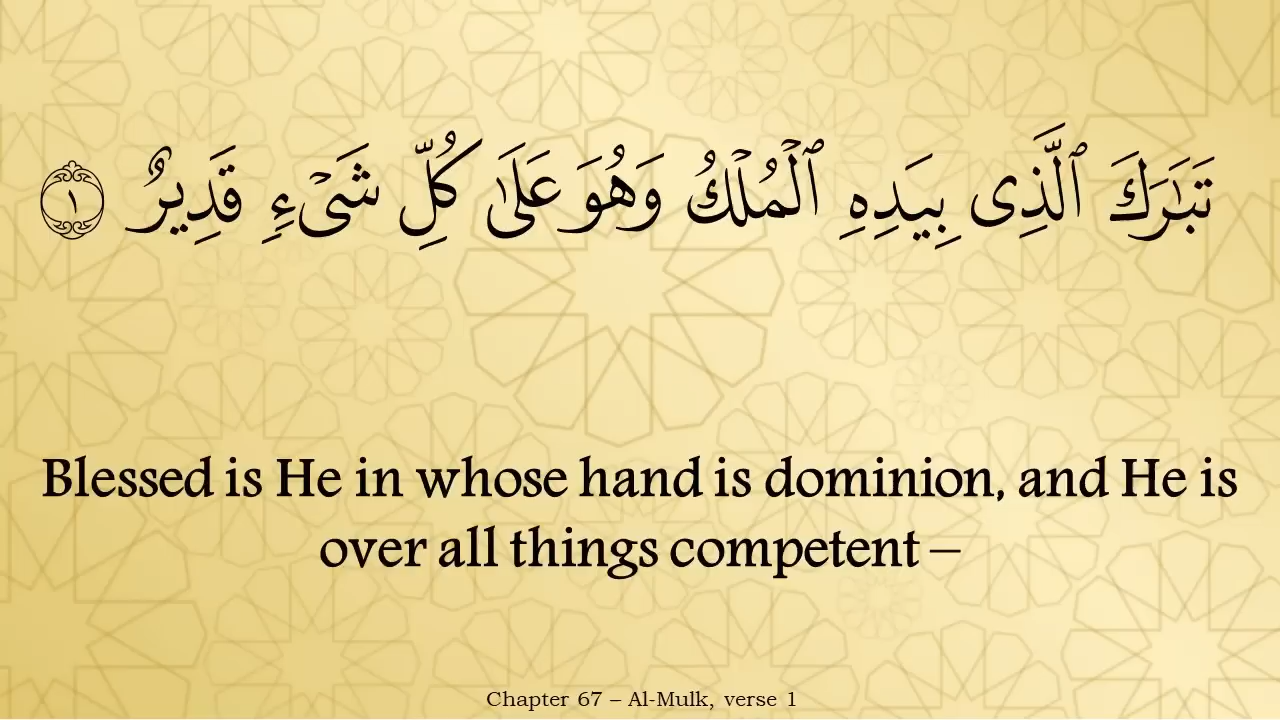 تَبَٰرَكَ ٱلَّذِى بِيَدِهِ ٱلْمُلْكُ وَهُوَ عَلَىٰ كُلِّ شَىْءٍ قَدِيرٌ ١
Blessed is He in whose hand is dominion, and He is
over all things competent –
Chapter 67 – Al-Mulk, verse 1